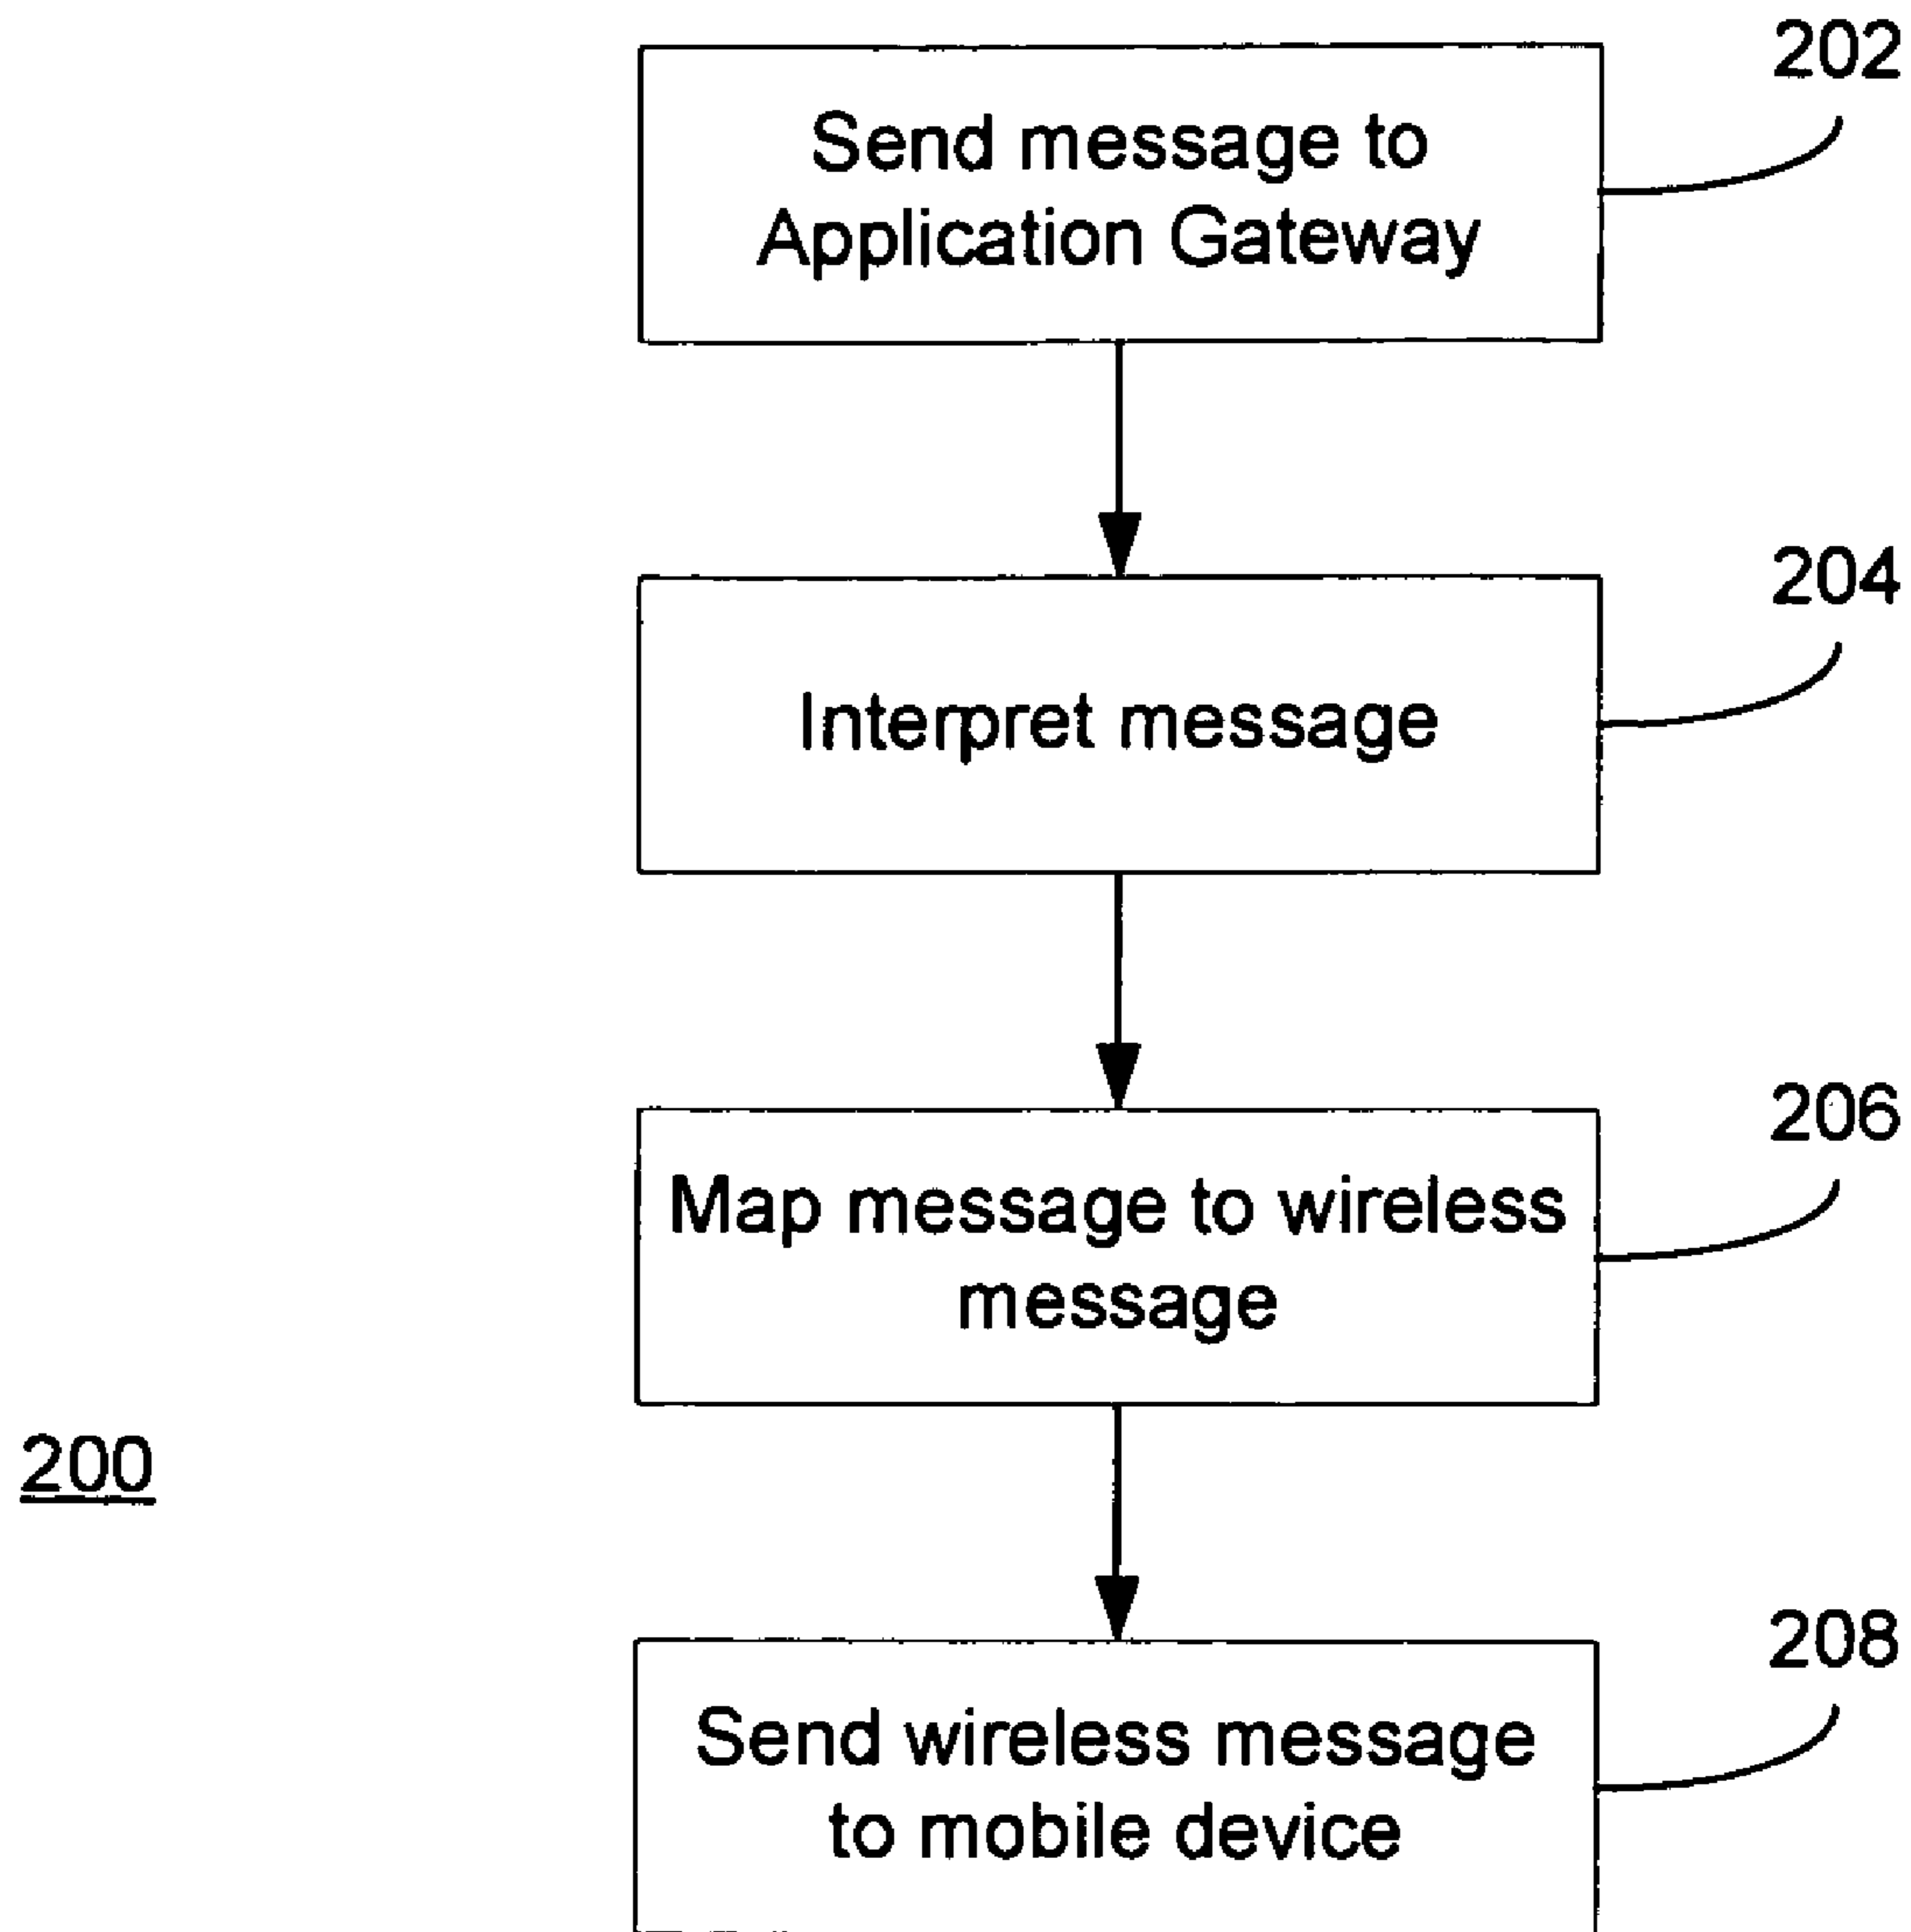 202
Send message to
Application Gateway
204
Interpret message
206
Map message to wireless
message
200
208
Send wireless message
to mobile device